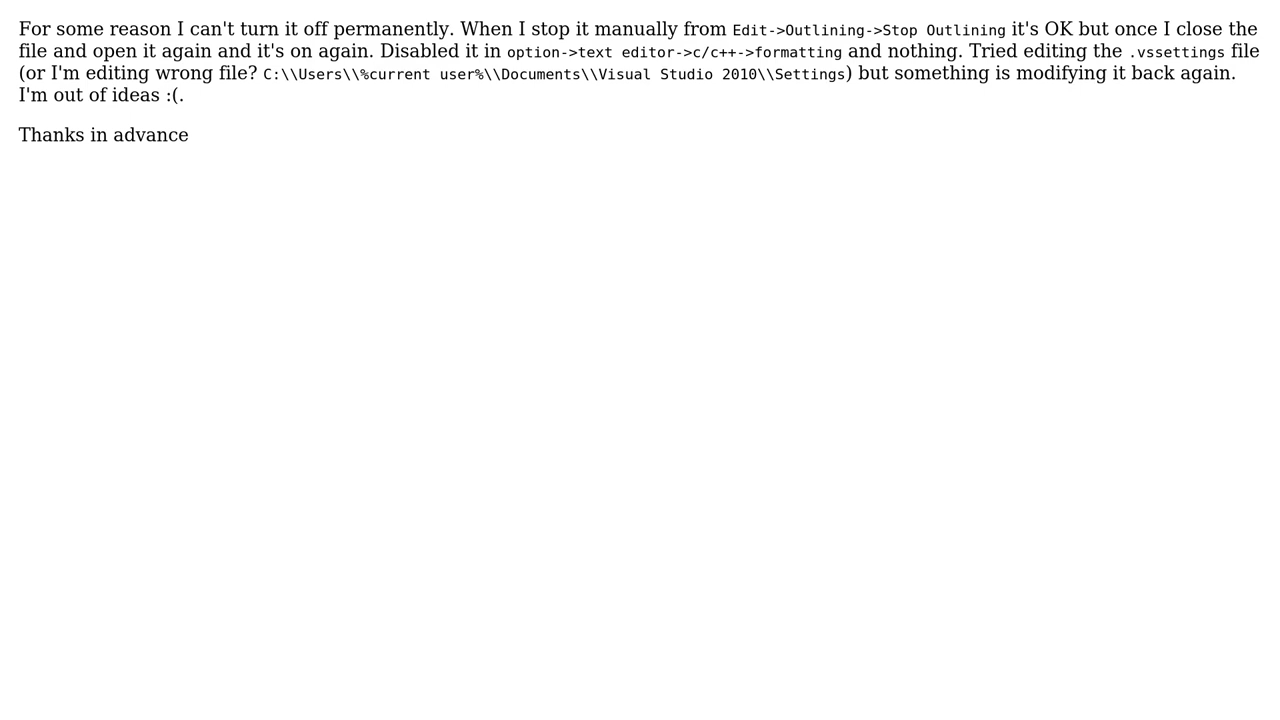 For some reason I can't turn it off permanently. When I stop it manually from Edit->Outlining->Stop Outlining it's OK but once I close the
file and open it again and it's on again. Disabled it in option->text editor->c/c++->formatting and nothing. Tried editing the .vssettings file
(or I'm editing wrong file? C:\\Users\\%current user%\\Documents\\Visual Studio 2010\\Settings) but something is modifying it back again.
I'm out of ideas :(.
Thanks in advance